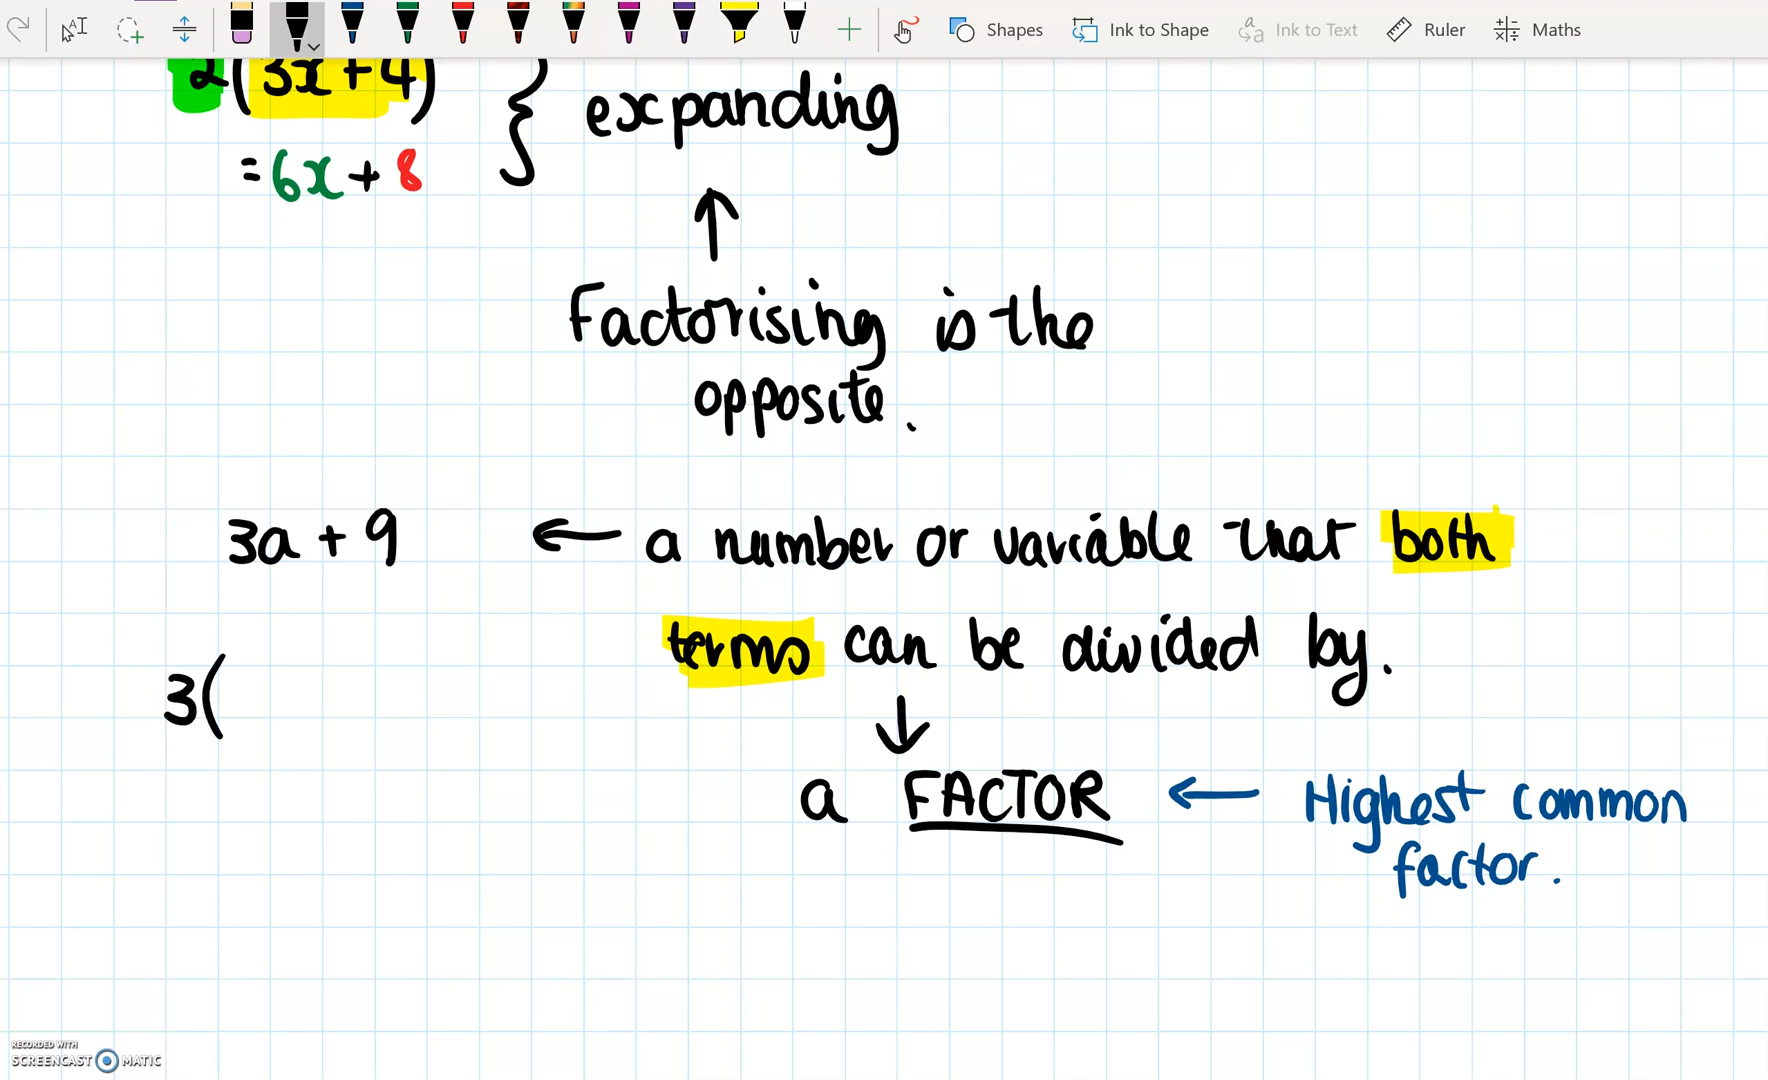 Shapes Ink to Shape Ink to Text Ruler Maths
2(3x+4)
=6x+8
} expanding
↑
Factorising is the
opposite.
3a+9 ← a number or variable that both
terms can be divided by.
3(
↓
a FACTOR ← Highest common
factor.
RECORDED WITH
SCREENCAST MATIC